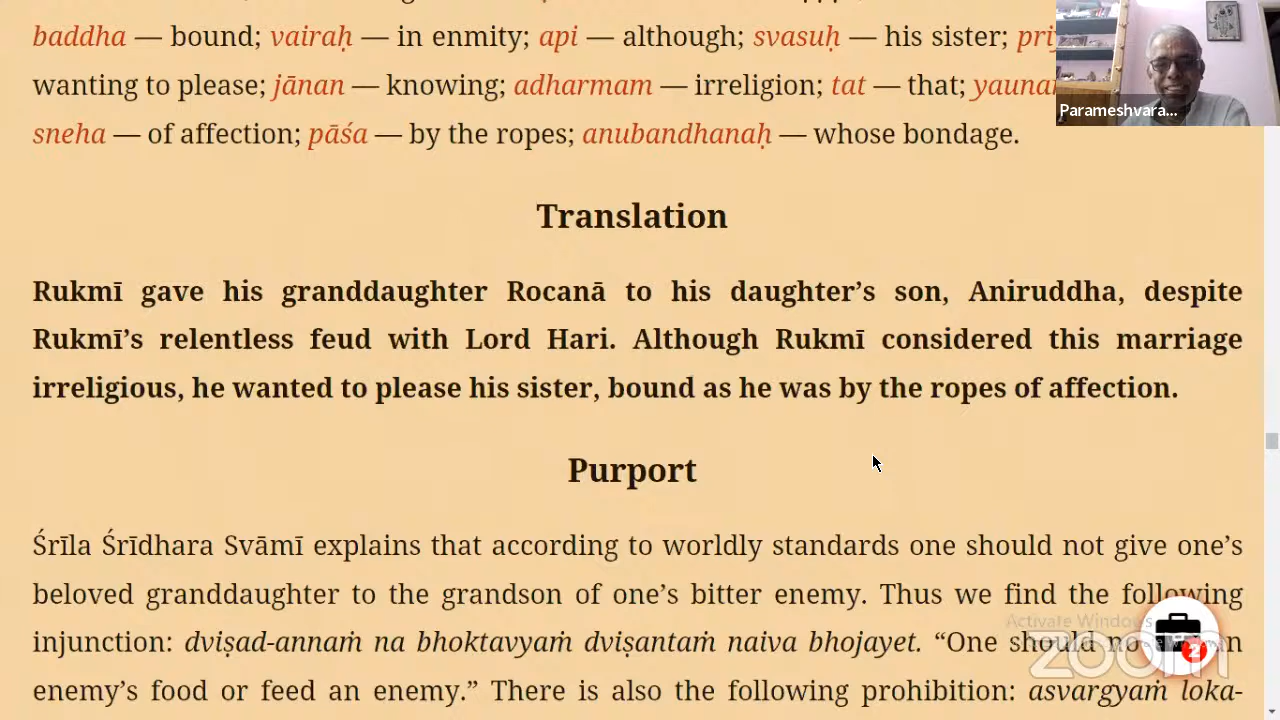 baddha — bound; vairaḥ — in enmity; api — although; svasuḥ — his sister;
wanting to please; jānan — knowing; adharmam — irreligion; tat — that;
sneha — of affection; pāśa — by the ropes; anubandhanaḥ — whose bondage.
Parameshvara...
Translation
Rukmī gave his granddaughter Rocanā to his daughter’s son, Aniruddha, despite
Rukmī’s relentless feud with Lord Hari. Although Rukmī considered this marriage
irreligious, he wanted to please his sister, bound as he was by the ropes of affection.
Purport
Śrīla Śrīdhara Svāmī explains that according to worldly standards one should not give one’s
beloved granddaughter to the grandson of one’s bitter enemy. Thus we find the following
injunction: dviṣad-annaṁ na bhoktavyaṁ dviṣantaṁ naiva bhojayet. “One should
enemy’s food or feed an enemy.” There is also the following prohibition: asvargyaṁ loka-
Activate Windows
zoom
2